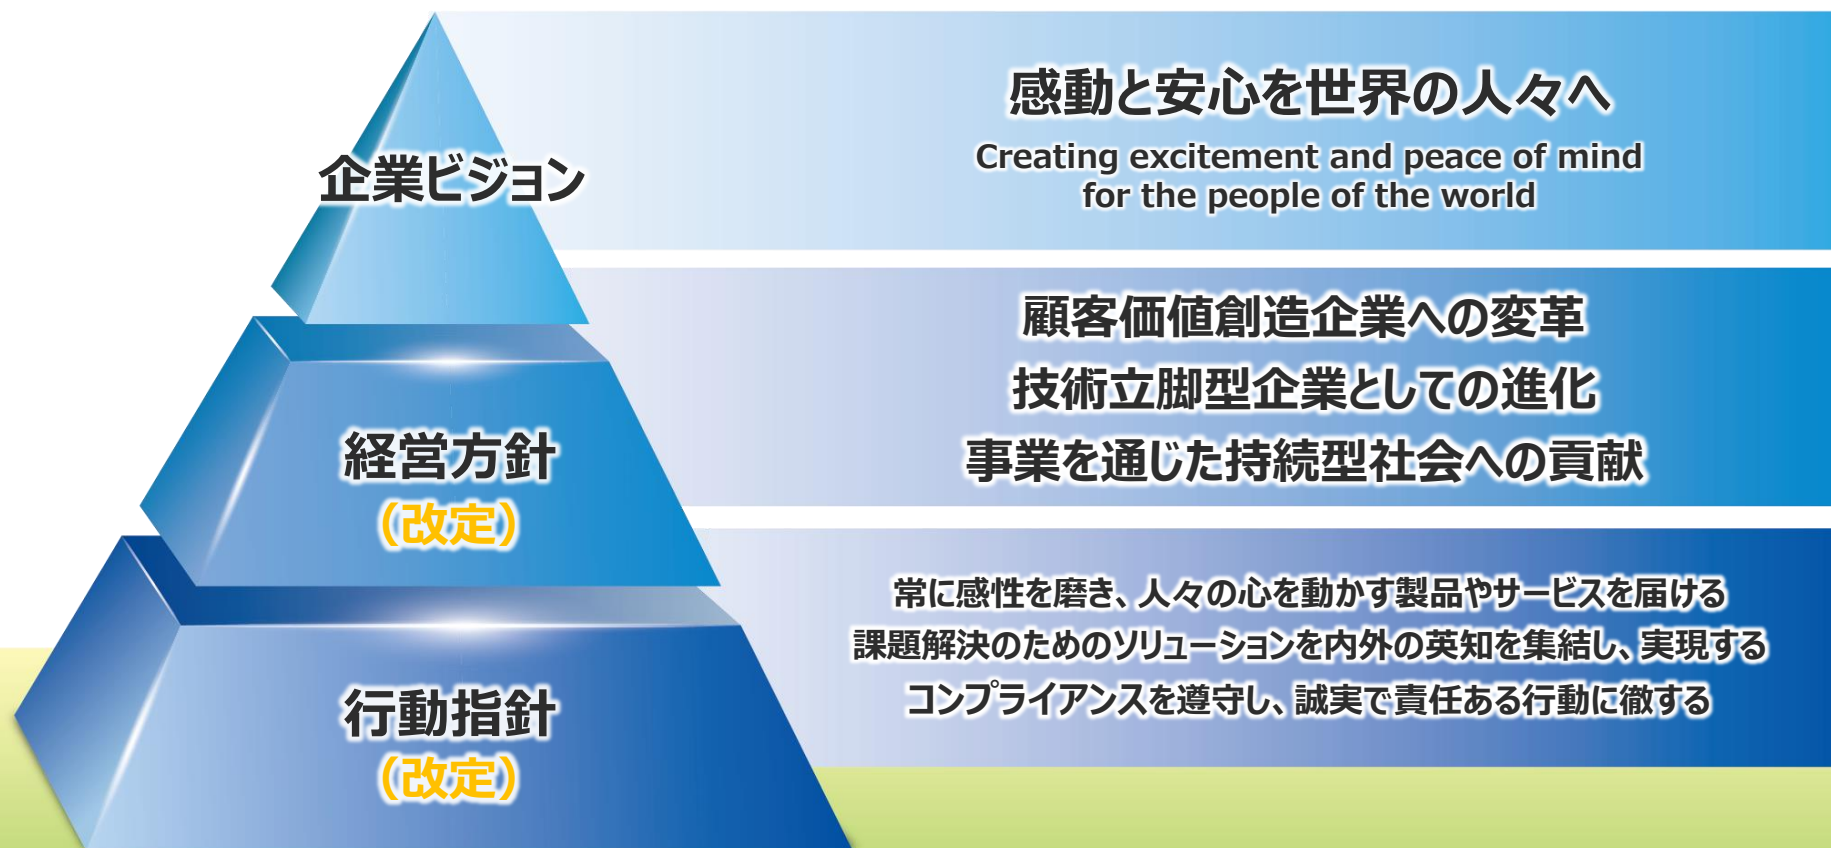 企業ビジョン
感動と安心を世界の人々へ
Creating excitement and peace of mind
for the people of the world
経営方針
(改定)
顧客価値創造企業への変革
技術立脚型企業としての進化
事業を通じた持続型社会への貢献
行動指針
(改定)
常に感性を磨き、人々の心を動かす製品やサービスを届ける
課題解決のためのソリューションを内外の英知を集結し、実現する
コンプライアンスを遵守し、誠実で責任ある行動に徹する